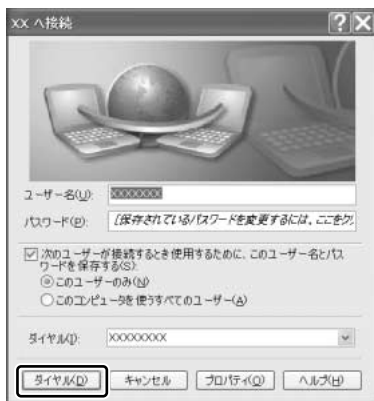 XX へ接続
ユーザー名(U):
XXXXXXX
パスワード(P):
[保存されているパスワードを変更するには、ここをク
次のユーザーが接続するとき使用するために、このユーザー名とパス
ワードを保存する(S):
このユーザーのみ(N)
このコンピュータを使うすべてのユーザー(A)
ダイヤル(I):
XXXXXXXX
ダイヤル(D)
キャンセル
プロパティ(O)
ヘルプ(H)